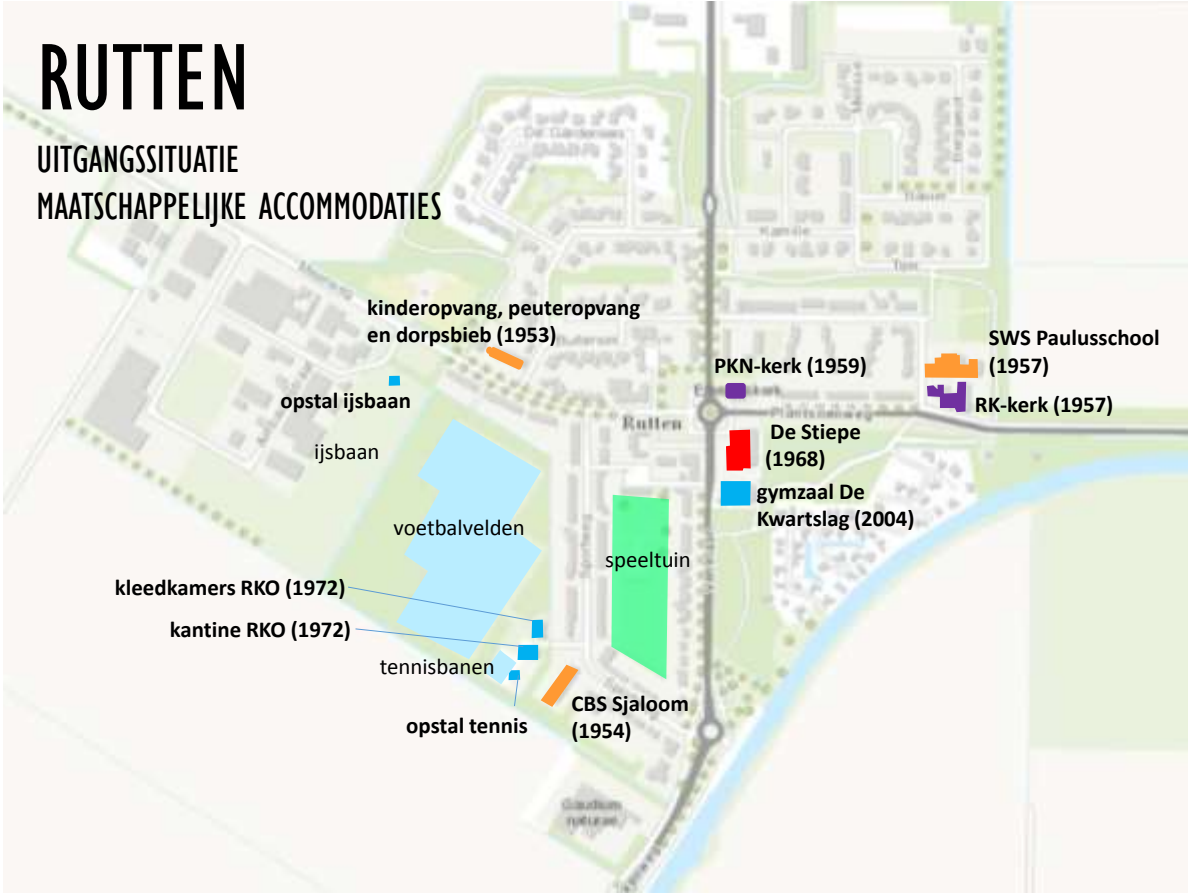 RUTTEN
UITGANGSSITUATIE
MAATSCHAPPELIJKE ACCOMMODATIES
kinderopvang, peuteropvang
en dorpsbieb (1953)
SWS Paulusschool
(1957)
PKN-kerk (1959)
RK-kerk (1957)
opstal ijsbaan
Rutten
De Stiepe
(1968)
ijsbaan
gymzaal De
Kwartslag (2004)
voetbalvelden
speeltuin
kleedkamers RKO (1972)
kantine RKO (1972)
tennisbanen
CBS Sjaloom
(1954)
opstal tennis
Gaudium
naturae